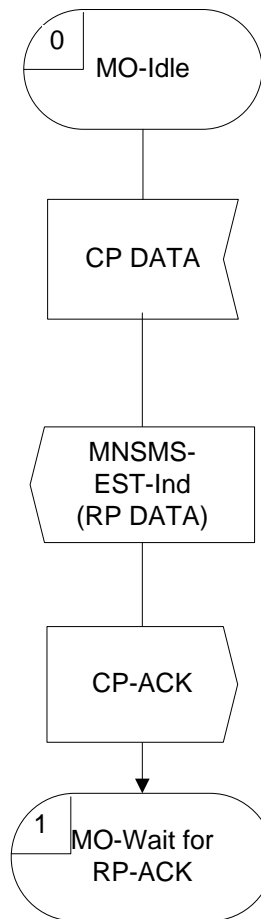 0
MO-Idle
CP DATA
MNSMS-
EST-Ind
(RP DATA)
CP-ACK
1
MO-Wait for
RP-ACK